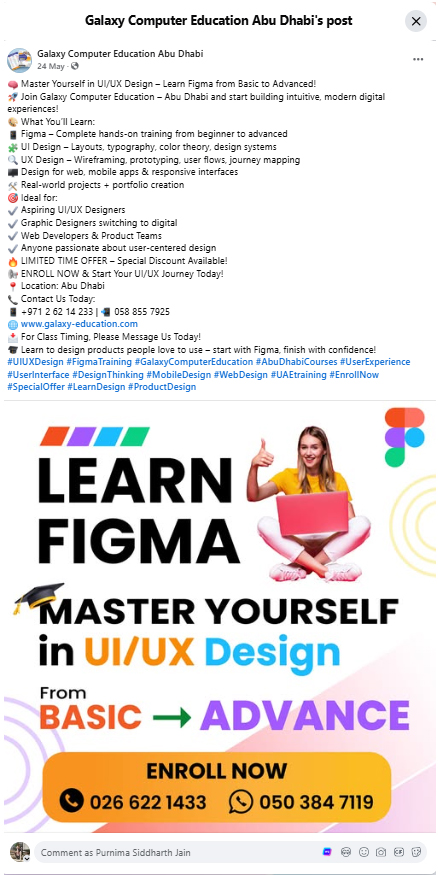 Galaxy Computer Education Abu Dhabi's post
Galaxy Computer Education Abu Dhabi
24 May ·
🧠 Master Yourself in UI/UX Design – Learn Figma from Basic to Advanced!
🚀 Join Galaxy Computer Education – Abu Dhabi and start building intuitive, modern digital
experiences!
🎨 What You'll Learn:
📱 Figma – Complete hands-on training from beginner to advanced
🧩 UI Design – Layouts, typography, color theory, design systems
🔍 UX Design – Wireframing, prototyping, user flows, journey mapping
💻 Design for web, mobile apps & responsive interfaces
🛠 Real-world projects + portfolio creation
🎯 Ideal for:
✔ Aspiring UI/UX Designers
✔ Graphic Designers switching to digital
✔ Web Developers & Product Teams
✔ Anyone passionate about user-centered design
🔥 LIMITED TIME OFFER – Special Discount Available!
📢 ENROLL NOW & Start Your UI/UX Journey Today!
📍 Location: Abu Dhabi
📞 Contact Us Today:
📱 +971 2 62 14 233 | 📲 058 855 7925
🌐 www.galaxy-education.com
📩 For Class Timing, Please Message Us Today!
🎓 Learn to design products people love to use – start with Figma, finish with confidence!
#UIUXDesign #FigmaTraining #GalaxyComputerEducation #AbuDhabiCourses #UserExperience
#UserInterface #DesignThinking #MobileDesign #WebDesign #UAEtraining #EnrollNow
#SpecialOffer #LearnDesign #ProductDesign
LEARN
FIGMA
MASTER YOURSELF
in UI/UX Design
From
BASIC → ADVANCE
ENROLL NOW
026 622 1433 050 384 7119
Comment as Purnima Siddharth Jain